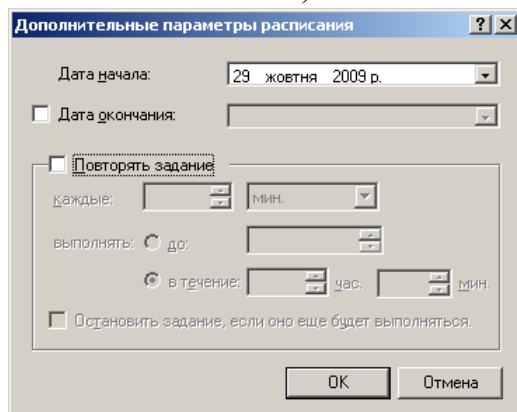 Дополнительные параметры расписания
Дата начала: 29 жовтня 2009 р.
Дата окончания:
Повторять задание
каждые: мин.
выполнять: до:
в течение: час. мин.
Остановить задание, если оно еще будет выполняться.
OK Отмена